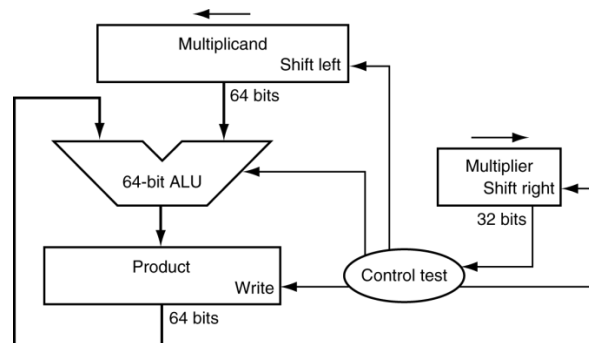 Multiplicand
Shift left
64 bits
64-bit ALU
Multiplier
Shift right
32 bits
Product
Write
Control test
64 bits